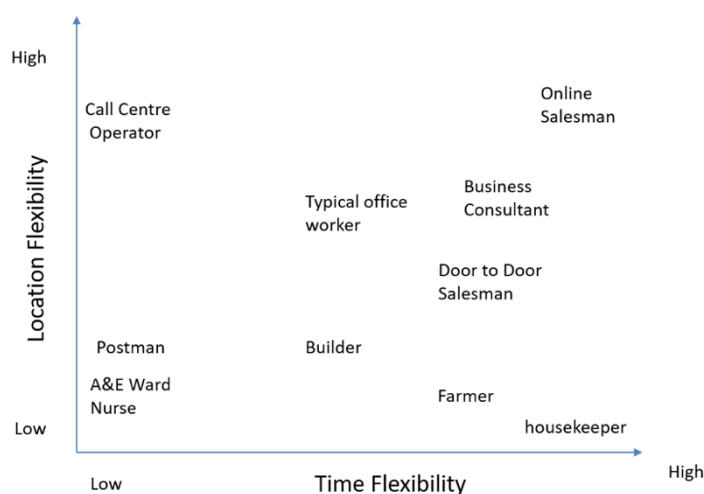 High
Online
Salesman
Call Centre
Operator
Business
Consultant
Typical office
worker
Location Flexibility
Door to Door
Salesman
Postman
Builder
A&E Ward
Nurse
Farmer
Low
housekeeper
High
Low
Time Flexibility